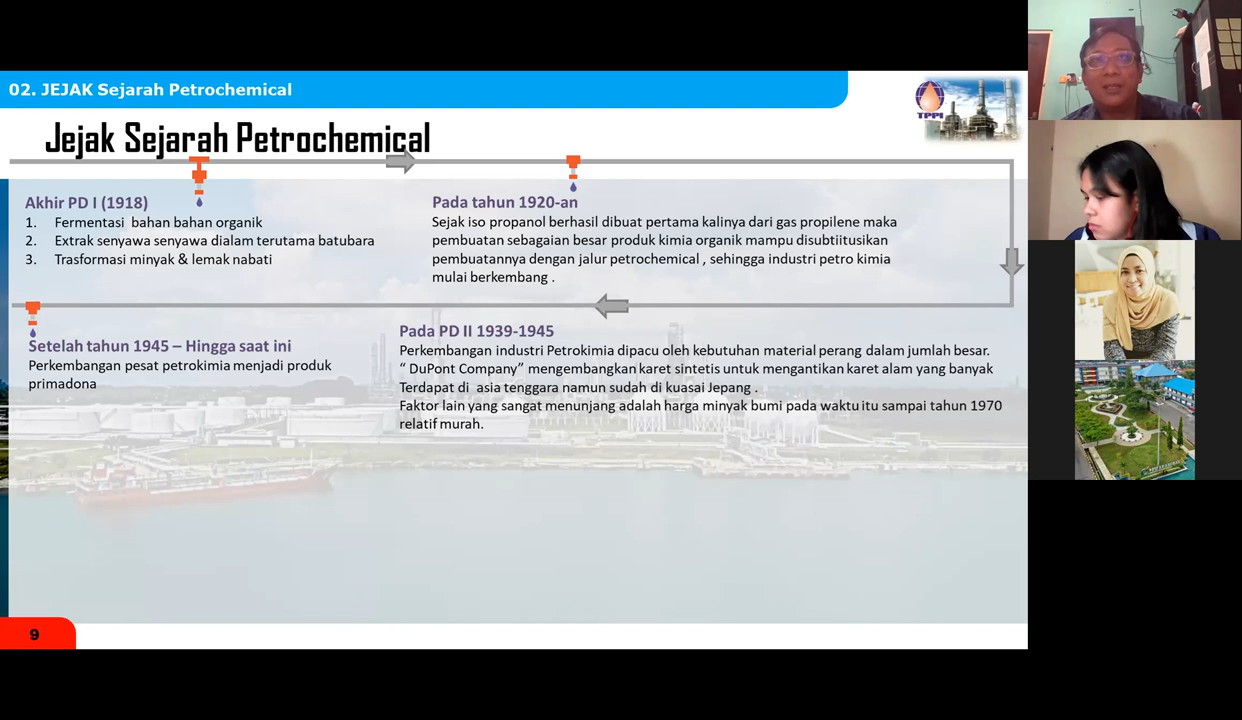 02. JEJAK Sejarah Petrochemical
TPPI
Jejak Sejarah Petrochemical
Akhir PD I (1918)
1. Fermentasi bahan bahan organik
2. Extrak senyawa senyawa dialam terutama batubara
3. Trasformasi minyak & lemak nabati
Pada tahun 1920-an
Sejak iso propanol berhasil dibuat pertama kalinya dari gas propilene maka
pembuatan sebagaian besar produk kimia organik mampu disubtiitusikan
pembuatannya dengan jalur petrochemical , sehingga industri petro kimia
mulai berkembang .
Pada PD II 1939-1945
Perkembangan industri Petrokimia dipacu oleh kebutuhan material perang dalam jumlah besar.
“ DuPont Company” mengembangkan karet sintetis untuk mengantikan karet alam yang banyak
Terdapat di asia tenggara namun sudah di kuasai Jepang .
Faktor lain yang sangat menunjang adalah harga minyak bumi pada waktu itu sampai tahun 1970
relatif murah.
Setelah tahun 1945 – Hingga saat ini
Perkembangan pesat petrokimia menjadi produk
primadona
9